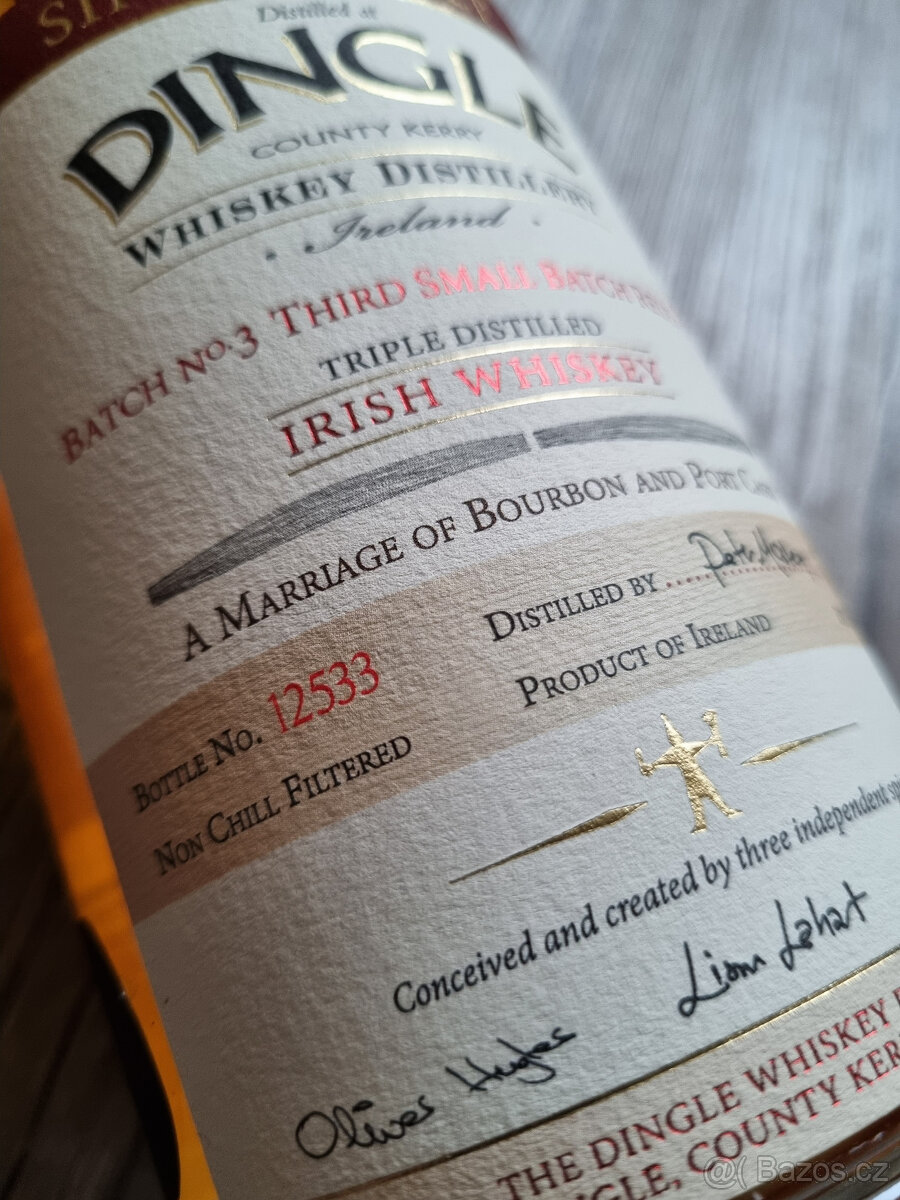 Distilled at
DINGLE
COUNTY KERRY
WHISKEY DISTILLERY
Ireland
BATCH Nº.3 THIRD SMALL BATCH
TRIPLE DISTILLED
IRISH WHISKEY
A MARRIAGE OF BOURBON AND PORT
DISTILLED BY
BOTTLE NO. 12533
PRODUCT OF IRELAND
NON CHILL FILTERED
Conceived and created by three independent
Liam Lahart
Oliver Hughes
THE DINGLE WHISKEY
COUNTY
@( Bazos.cz